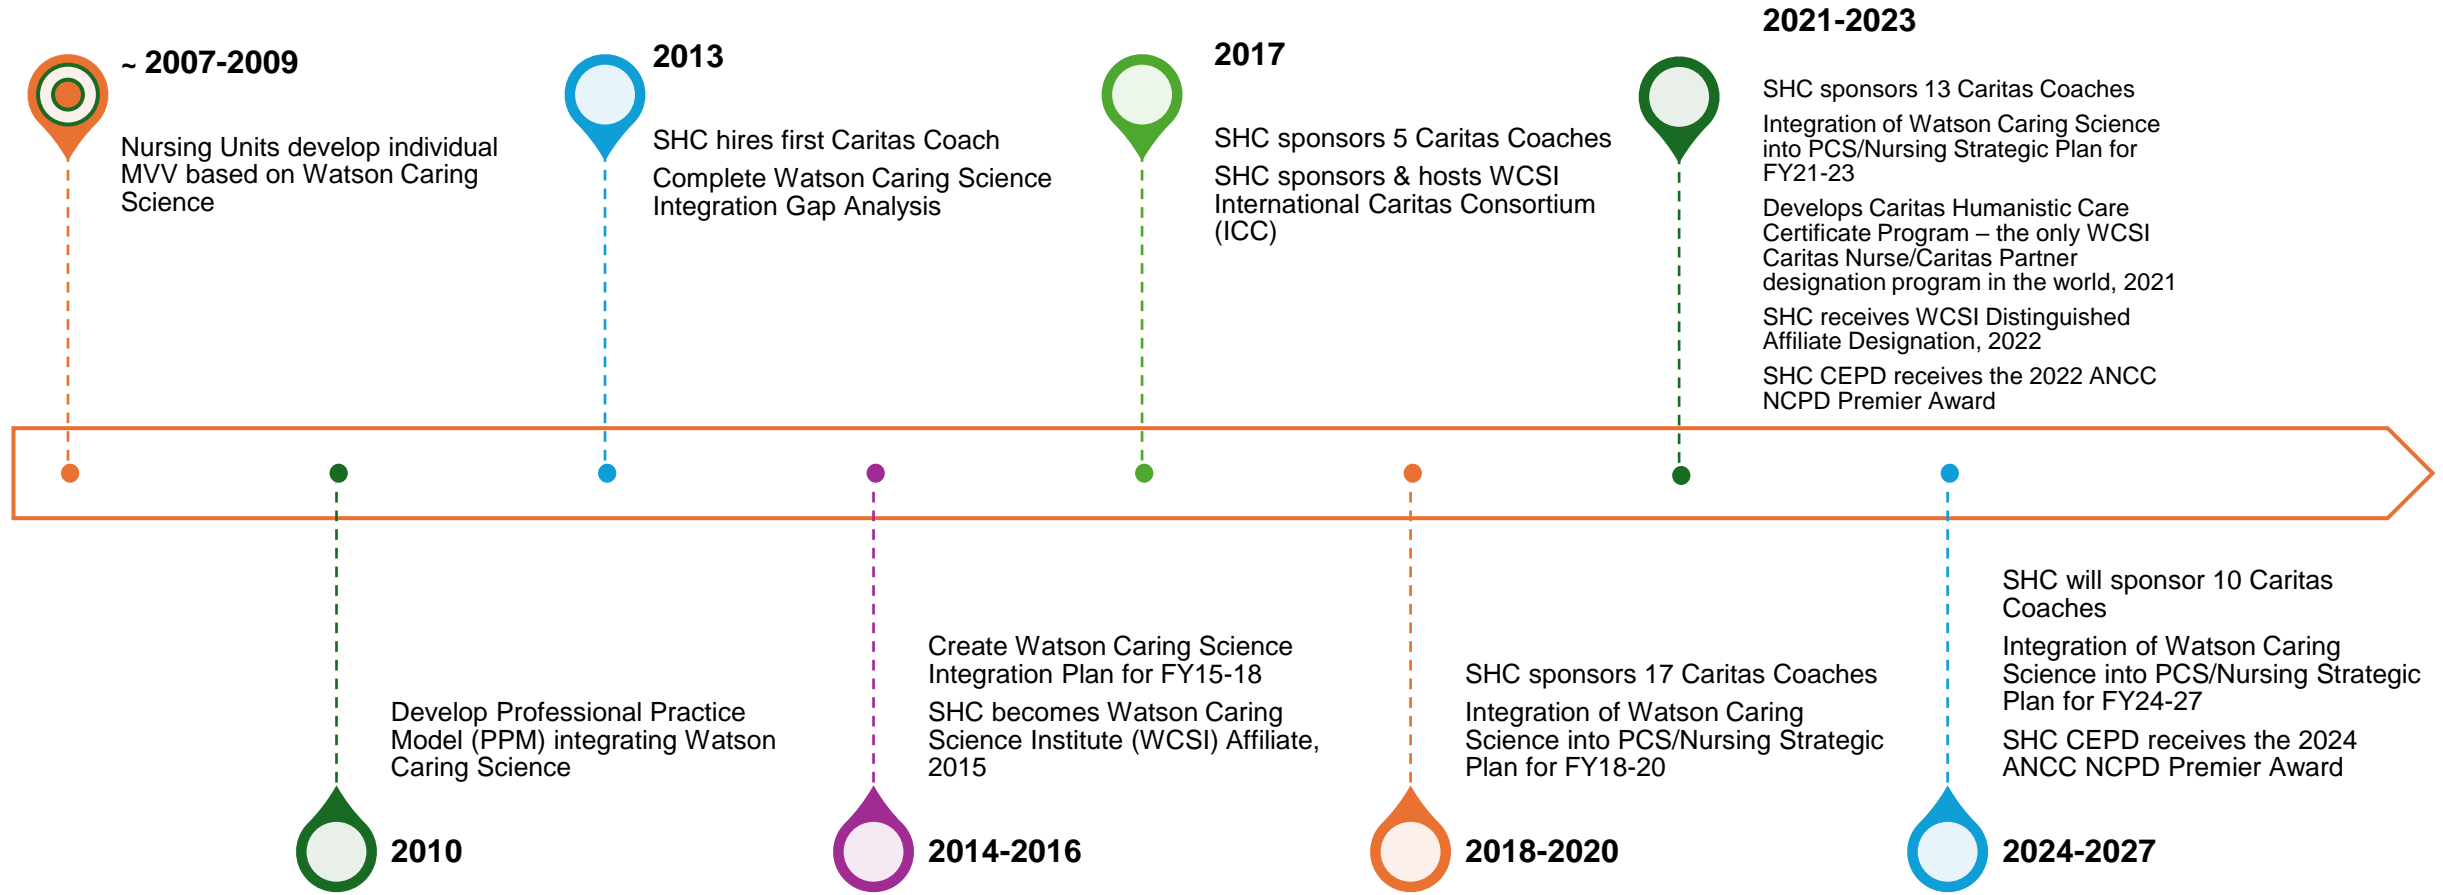 ~ 2007-2009
Nursing Units develop individual
MVV based on Watson Caring
Science
2010
Develop Professional Practice
Model (PPM) integrating Watson
Caring Science
2013
SHC hires first Caritas Coach
Complete Watson Caring Science
Integration Gap Analysis
2014-2016
Create Watson Caring Science
Integration Plan for FY15-18
SHC becomes Watson Caring
Science Institute (WCSI) Affiliate,
2015
2017
SHC sponsors 5 Caritas Coaches
SHC sponsors & hosts WCSI
International Caritas Consortium
(ICC)
2018-2020
SHC sponsors 17 Caritas Coaches
Integration of Watson Caring
Science into PCS/Nursing Strategic
Plan for FY18-20
2021-2023
SHC sponsors 13 Caritas Coaches
Integration of Watson Caring Science
into PCS/Nursing Strategic Plan for
FY21-23
Develops Caritas Humanistic Care
Certificate Program – the only WCSI
Caritas Nurse/Caritas Partner
designation program in the world, 2021
SHC receives WCSI Distinguished
Affiliate Designation, 2022
SHC CEPD receives the 2022 ANCC
NCPD Premier Award
2024-2027
SHC will sponsor 10 Caritas
Coaches
Integration of Watson Caring
Science into PCS/Nursing Strategic
Plan for FY24-27
SHC CEPD receives the 2024
ANCC NCPD Premier Award